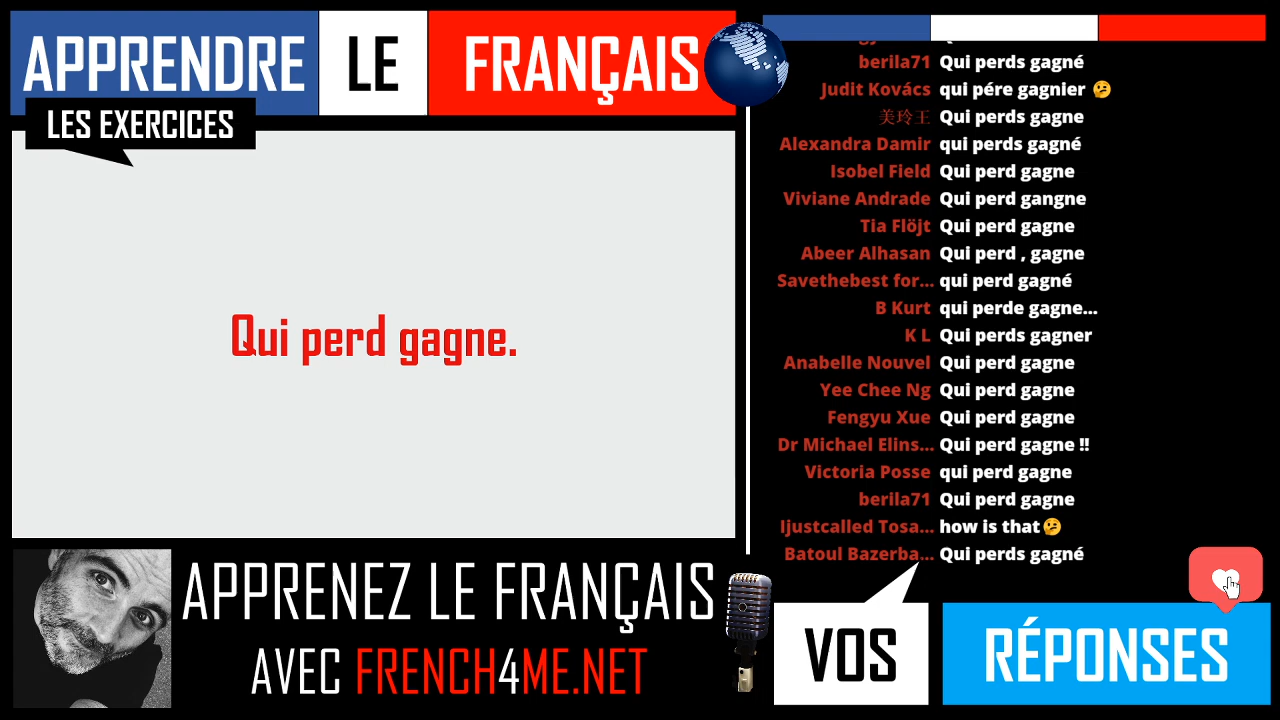 APPRENDRE LE FRANÇAIS
LES EXERCICES
Qui perd gagne.
APPRENEZ LE FRANÇAIS
AVEC FRENCH4ME.NET
berila71 Qui perds gagné
Judit Kovács qui pére gagnier 🤔
美玲王 Qui perds gagne
Alexandra Damir qui perds gagné
Isobel Field Qui perd gagne
Viviane Andrade Qui perd gangne
Tia Flöjt Qui perd gagne
Abeer Alhasan Qui perd , gagne
Savethebest for... qui perd gagné
B Kurt qui perde gagne...
K L Qui perds gagner
Anabelle Nouvel Qui perd gagne
Yee Chee Ng Qui perd gagne
Fengyu Xue Qui perd gagne
Dr Michael Elins... Qui perd gagne !!
Victoria Posse qui perd gagne
berila71 Qui perd gagne
Ijustcalled Tosa... how is that🤔
Batoul Bazerba... Qui perds gagné
VOS RÉPONSES